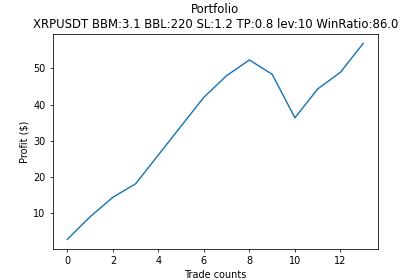 Portfolio
XRPUSDT BBM:3.1 BBL:220 SL:1.2 TP:0.8 lev:10 WinRatio:86.0
50
40
30
20
10
Profit ($)
0 2 4 6 8 10 12
Trade counts